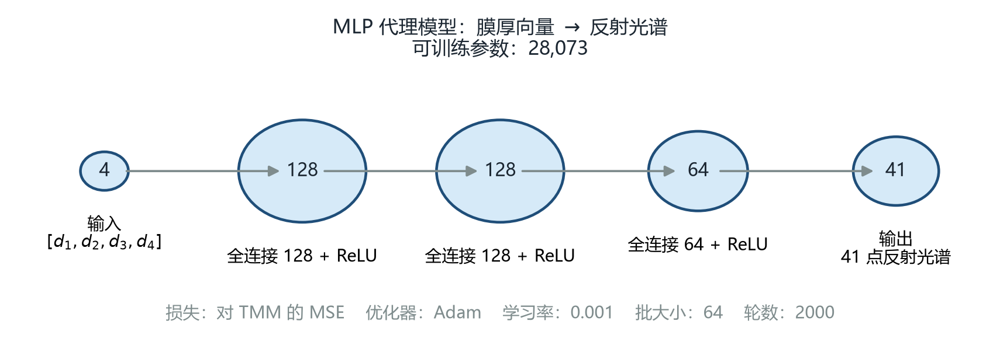 MLP 代理模型：膜厚向量 → 反射光谱
可训练参数：28,073
4
128
128
64
41
输入
[d₁, d₂, d₃, d₄]
全连接 128 + ReLU
全连接 128 + ReLU
全连接 64 + ReLU
输出
41 点反射光谱
损失：对 TMM 的 MSE 优化器：Adam 学习率：0.001 批大小：64 轮数：2000